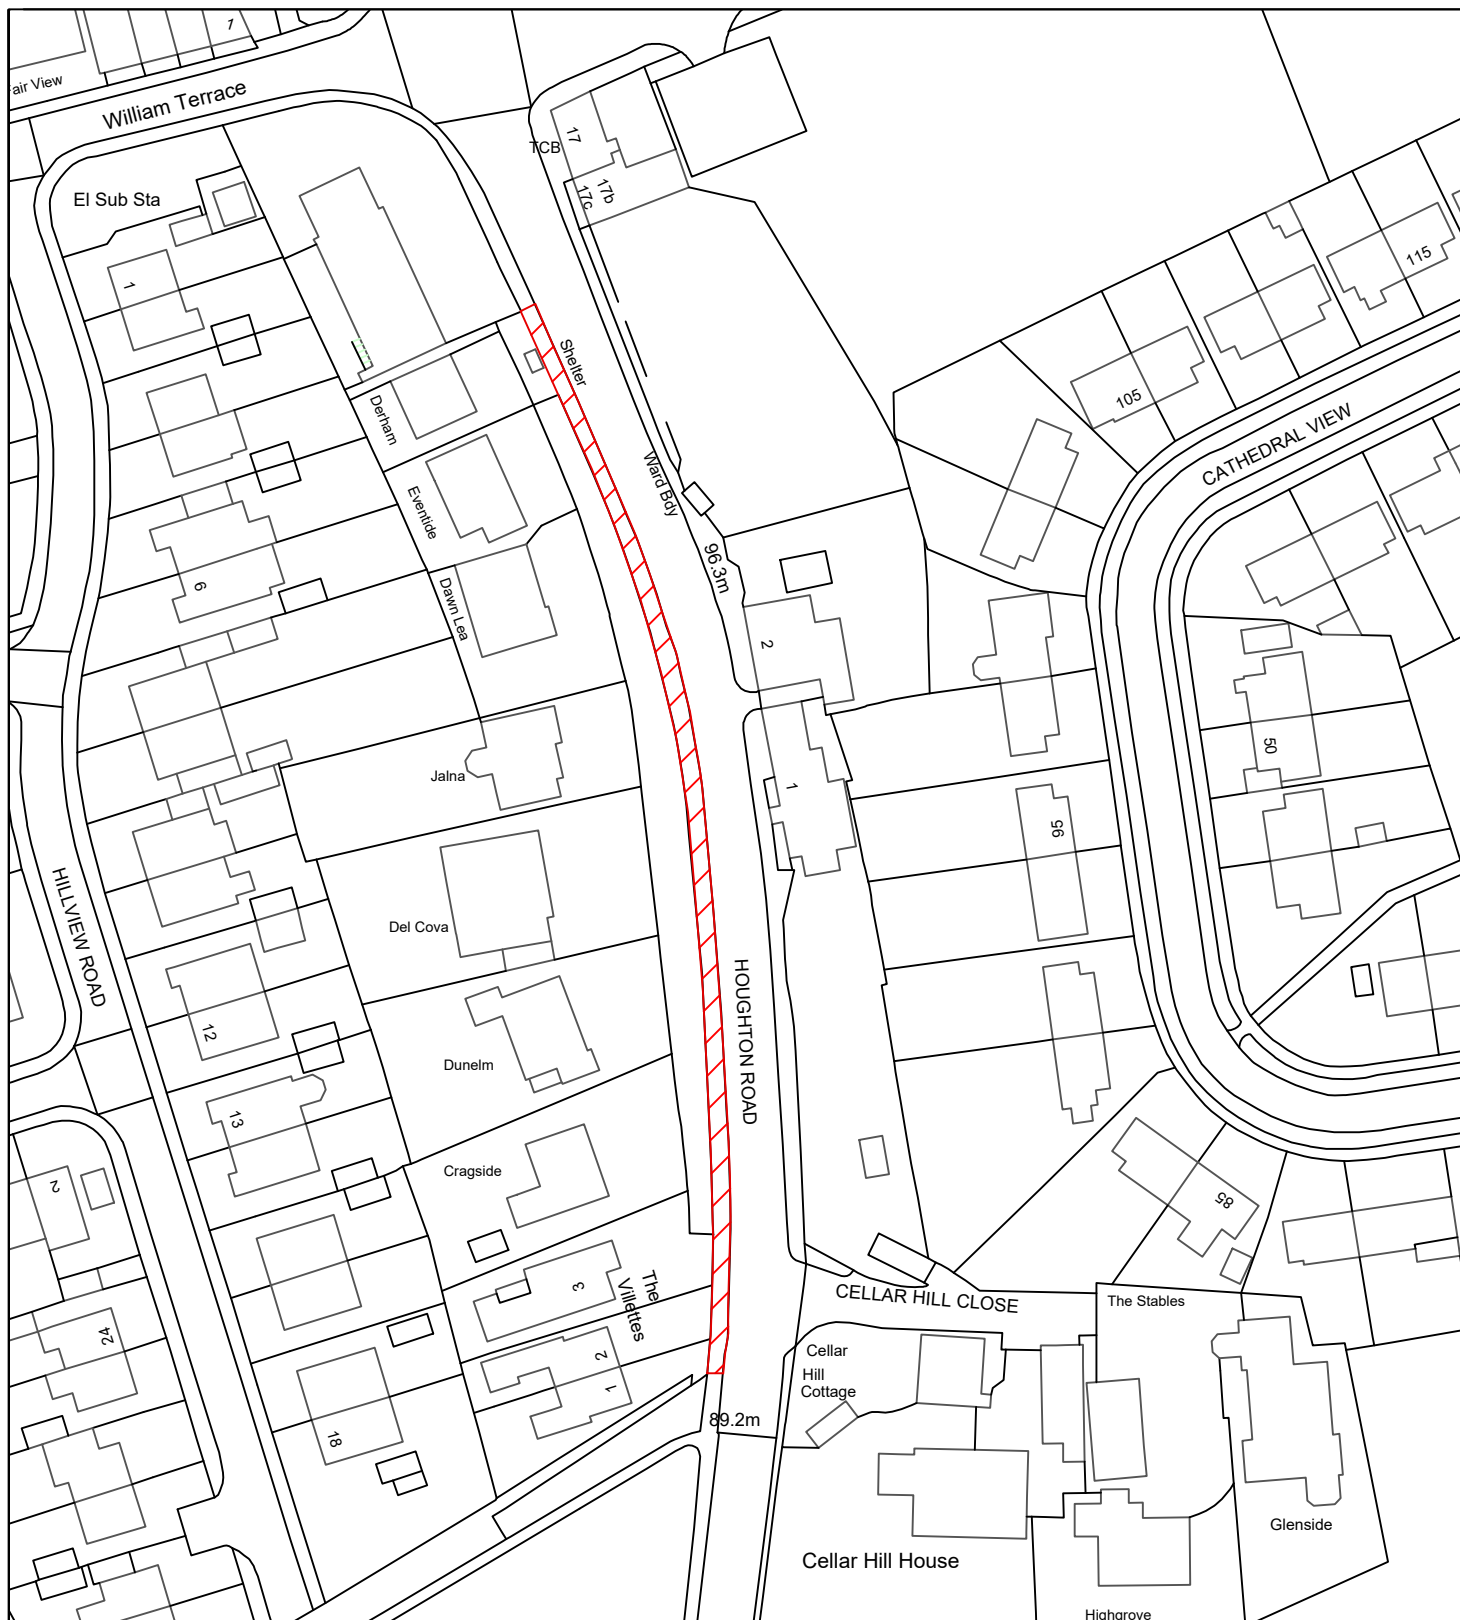 1
air View
William Terrace
17
TCB
17b
17c
El Sub Sta
1
115
Shelter
105
Derham
CATHEDRAL VIEW
Ward Bdy
Eventide
96.3m
6
Dawn Lea
2
50
Jalna
1
95
HILLVIEW ROAD
Del Cova
HOUGHTON ROAD
12
Dunelm
13
Cragside
2
85
The
Villettes
3
CELLAR HILL CLOSE
The Stables
24
2
Cellar
Hill
Cottage
1
89.2m
18
Glenside
Cellar Hill House
Highgrove